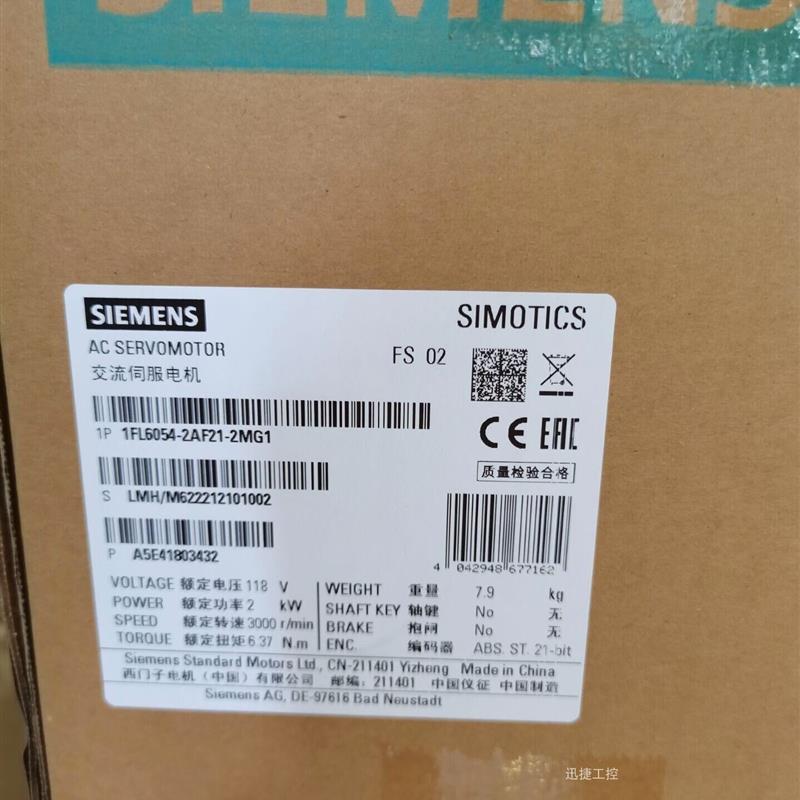 SIEMENS
SIEMENS
SIMOTICS
AC SERVOMOTOR
FS 02
交流伺服电机
1P 1FL6054-2AF21-2MG1
CE EAC
质量检验合格
S LMH/M622212101002
P A5E41803432
4 042948 677162
VOLTAGE 额定电压 118 V
POWER 额定功率 2 kW
SPEED 额定转速 3000 r/min
TORQUE 额定扭矩 6.37 N.m
WEIGHT 重量 7.9 kg
SHAFT KEY 轴键 No 无
BRAKE 抱闸 No 无
ENC. 编码器 ABS. ST. 21-bit
Siemens Standard Motors Ltd., CN-211401 Yizheng Made in China
西门子电机（中国）有限公司 邮编：211401 中国仪征 中国制造
Siemens AG, DE-97616 Bad Neustadt
迅捷工控